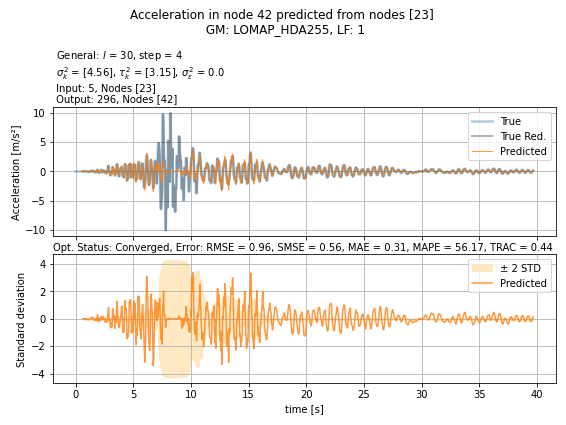 Acceleration in node 42 predicted from nodes [23]
GM: LOMAP_HDA255, LF: 1
General: l = 30, step = 4
σ²ₖ = [4.56], τ²ₖ = [3.15], σ²ε = 0.0
Input: 5, Nodes [23]
Output: 296, Nodes [42]
Acceleration [m/s²]
10
5
0
−5
−10
True
True Red.
Predicted
Opt. Status: Converged, Error: RMSE = 0.96, SMSE = 0.56, MAE = 0.31, MAPE = 56.17, TRAC = 0.44
Standard deviation
4
2
0
−2
−4
± 2 STD
Predicted
0 5 10 15 20 25 30 35 40
time [s]